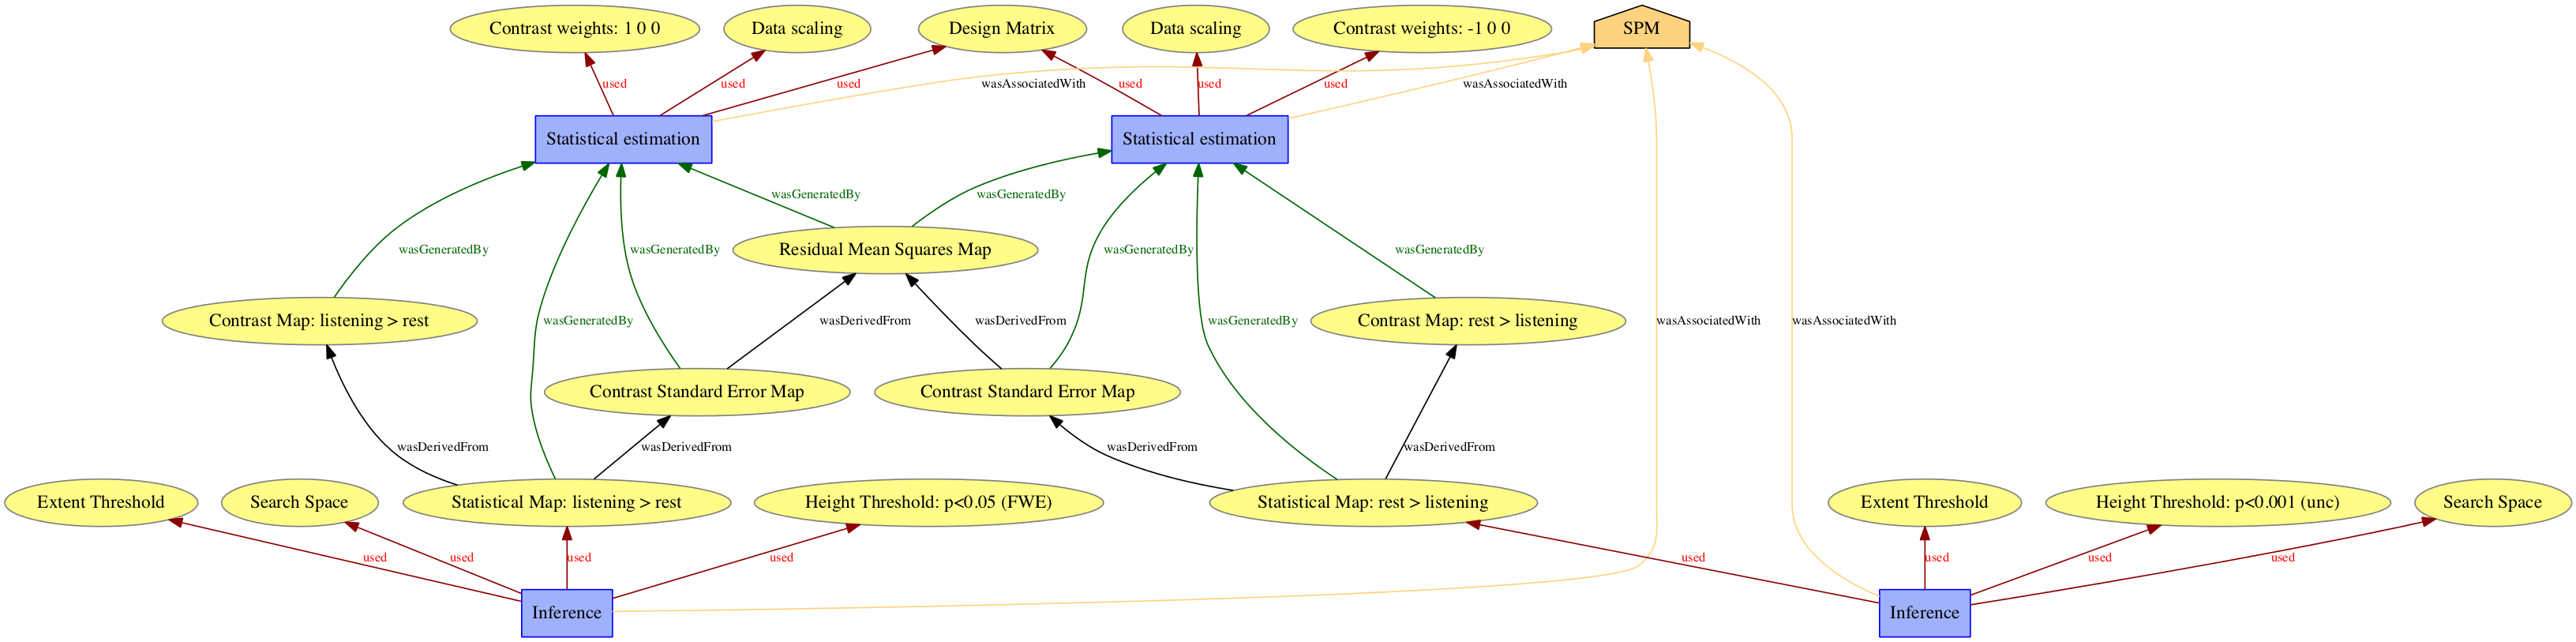 Contrast weights: 1 0 0
Data scaling
Design Matrix
Data scaling
Contrast weights: -1 0 0
SPM
used
used
used
wasAssociatedWith
used
used
used
wasAssociatedWith
Statistical estimation
Statistical estimation
wasGeneratedBy
wasGeneratedBy
wasGeneratedBy
wasGeneratedBy
Residual Mean Squares Map
wasGeneratedBy
wasGeneratedBy
Contrast Map: listening > rest
wasGeneratedBy
wasDerivedFrom
wasDerivedFrom
wasGeneratedBy
Contrast Map: rest > listening
wasAssociatedWith
wasAssociatedWith
Contrast Standard Error Map
Contrast Standard Error Map
wasDerivedFrom
wasDerivedFrom
wasDerivedFrom
wasDerivedFrom
Extent Threshold
Search Space
Statistical Map: listening > rest
Height Threshold: p<0.05 (FWE)
Statistical Map: rest > listening
Extent Threshold
Height Threshold: p<0.001 (unc)
Search Space
used
used
used
used
used
used
used
used
Inference
Inference